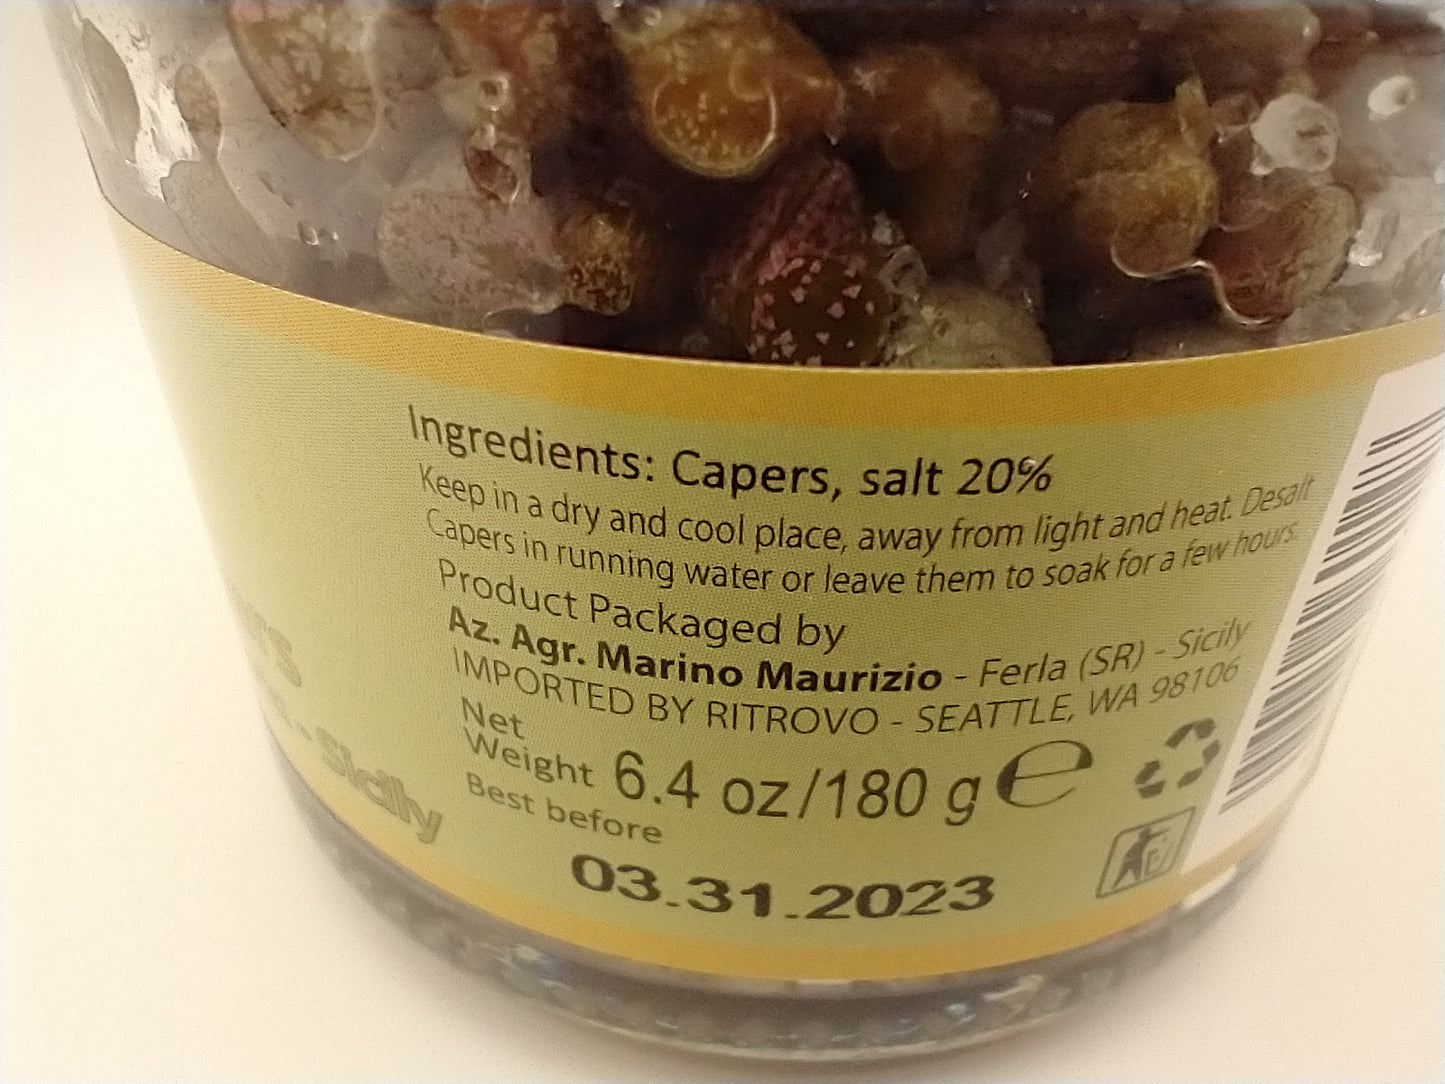 Ingredients: Capers, salt 20%
Keep in a dry and cool place, away from light and heat. Desalt
Capers in running water or leave them to soak for a few hours.
Product Packaged by
Az. Agr. Marino Maurizio - Ferla (SR) - Sicily
IMPORTED BY RITROVO - SEATTLE, WA 98106
Net
Weight 6.4 oz/180 g ℮
Best before
03.31.2023
Sicily